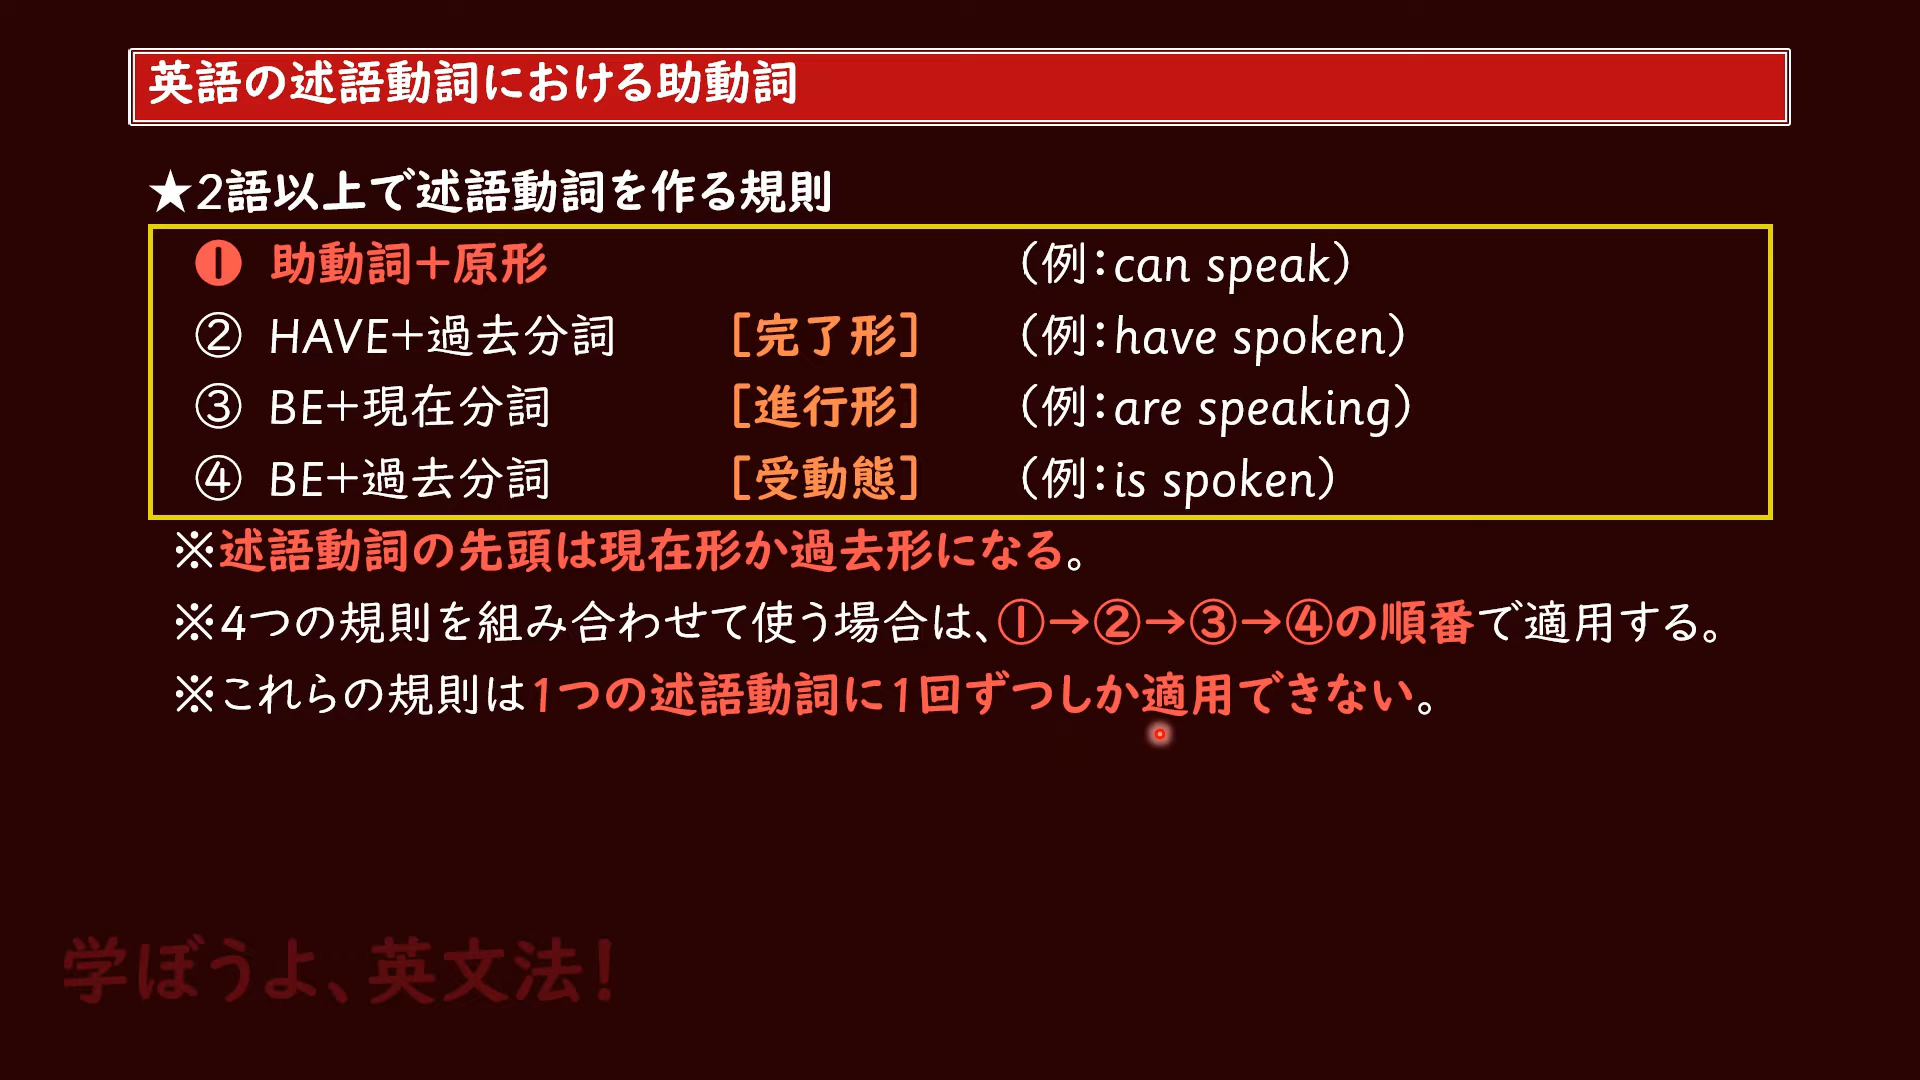 英語の述語動詞における助動詞
★2語以上で述語動詞を作る規則
❶ 助動詞＋原形 （例：can speak）
② HAVE＋過去分詞 ［完了形］ （例：have spoken）
③ BE＋現在分詞 ［進行形］ （例：are speaking）
④ BE＋過去分詞 ［受動態］ （例：is spoken）
※述語動詞の先頭は現在形か過去形になる。
※4つの規則を組み合わせて使う場合は、①→②→③→④の順番で適用する。
※これらの規則は1つの述語動詞に1回ずつしか適用できない。
学ぼうよ、英文法！